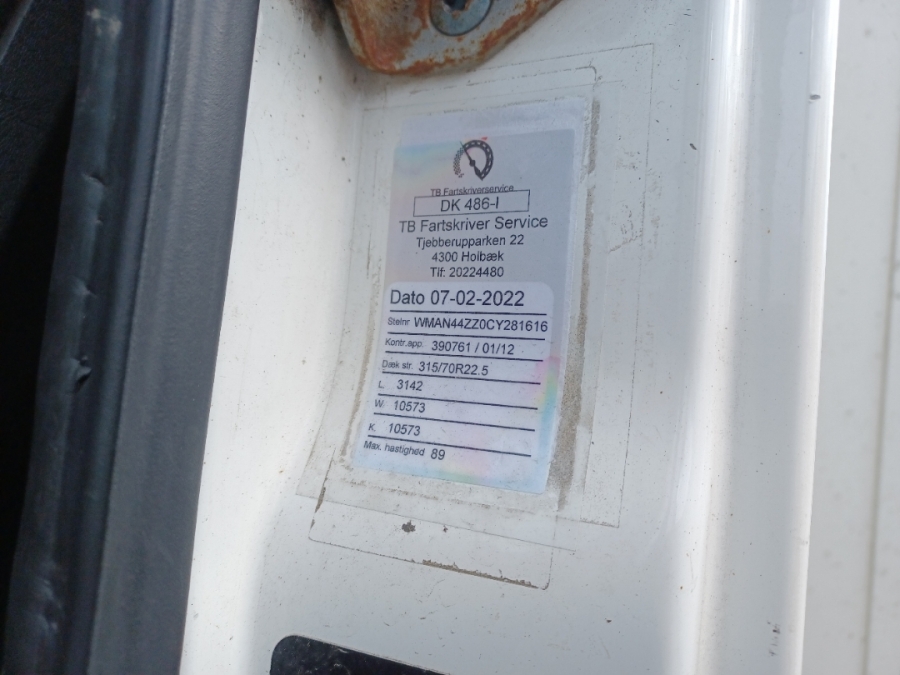 TB Fartskriverservice
DK 486-I
TB Fartskriver Service
Tjebberupparken 22
4300 Holbæk
Tlf: 20224480
Dato 07-02-2022
Stelnr WMAN44ZZ0CY281616
Kontr.app. 390761 / 01/12
Dæk str. 315/70R22.5
L. 3142
W. 10573
K. 10573
Max. hastighed 89